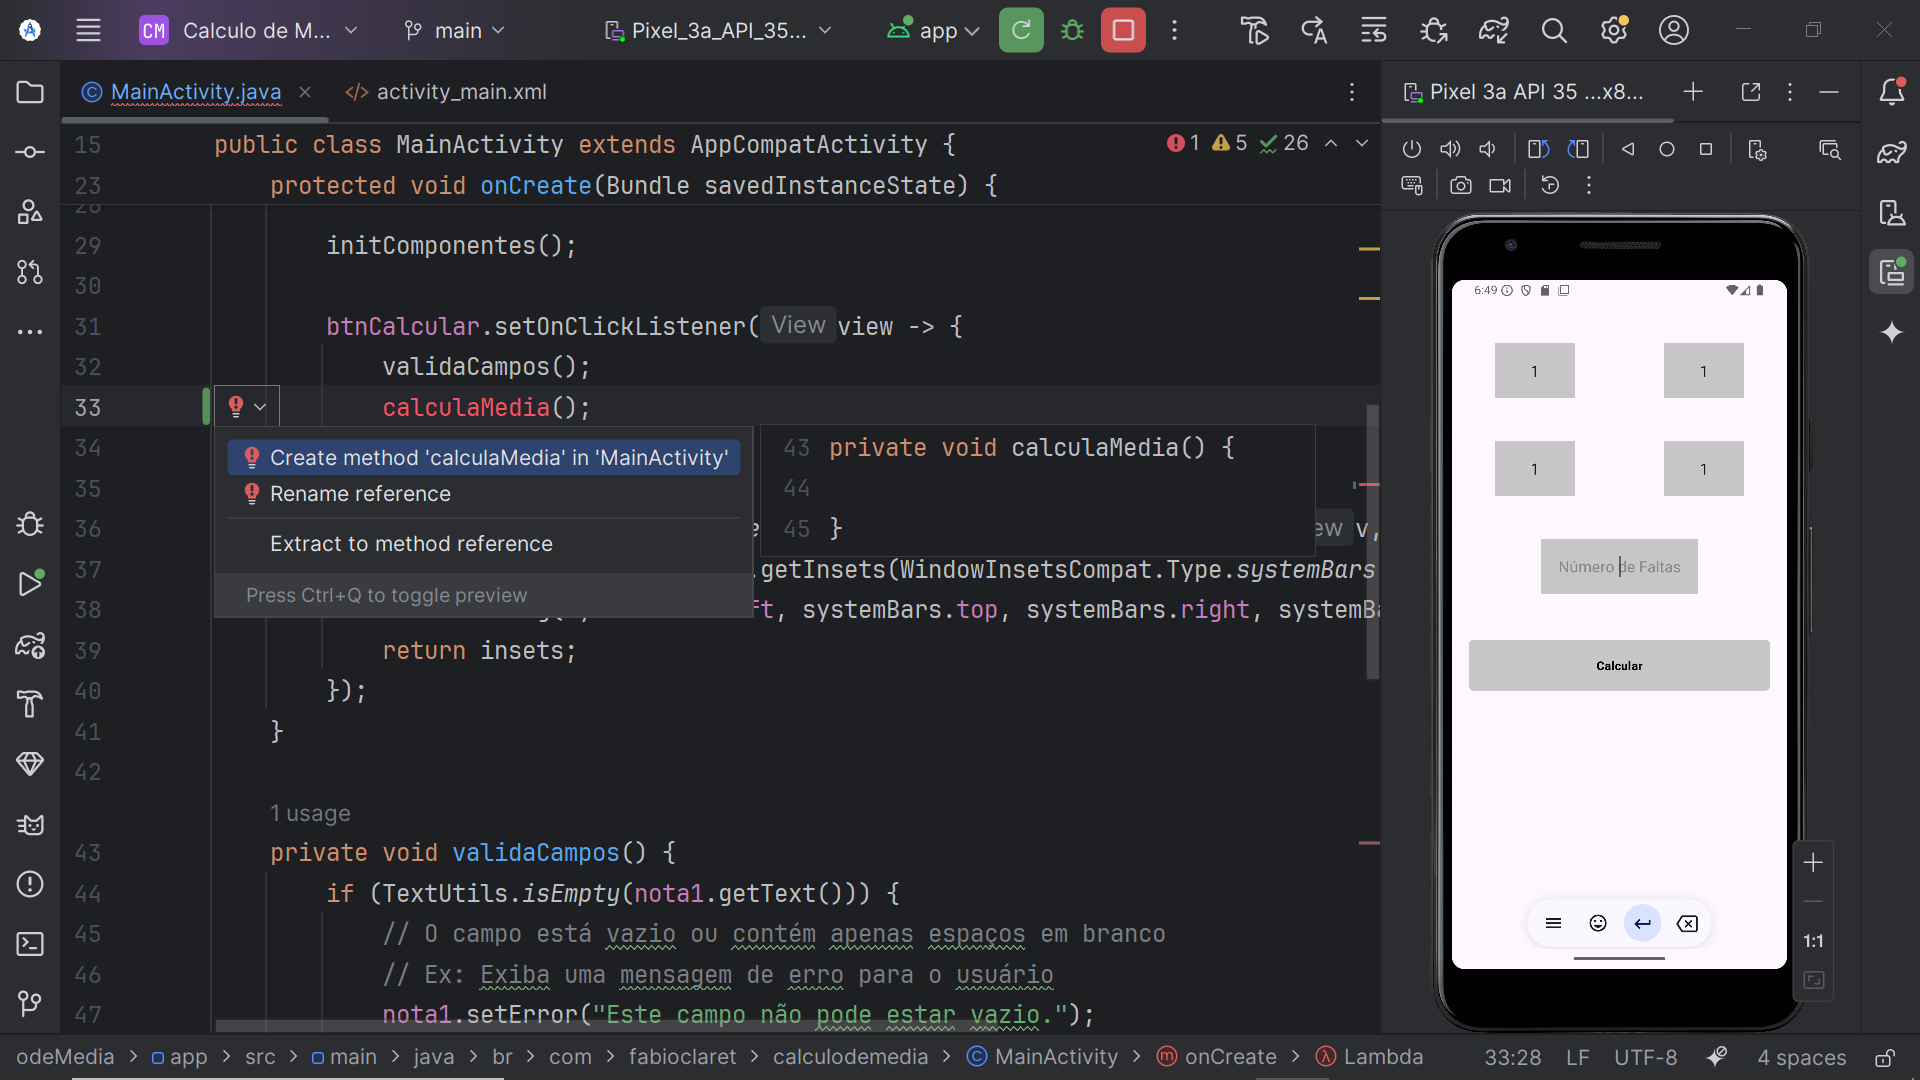 CM Calculo de M... main Pixel_3a_API_35... app
MainActivity.java activity_main.xml Pixel 3a API 35 ...x8...
15 public class MainActivity extends AppCompatActivity { 1 5 26
23 protected void onCreate(Bundle savedInstanceState) {
28
29 initComponentes();
30
31 btnCalcular.setOnClickListener( View view -> {
32 validaCampos();
33 calculaMedia();
34
35
36 ew v,
37 .getInsets(WindowInsetsCompat.Type.systemBars
38 ft, systemBars.top, systemBars.right, systemBa
39 return insets;
40 });
41 }
42
1 usage
43 private void validaCampos() {
44 if (TextUtils.isEmpty(nota1.getText())) {
45 // O campo está vazio ou contém apenas espaços em branco
46 // Ex: Exiba uma mensagem de erro para o usuário
47 nota1.setError("Este campo não pode estar vazio.");
Create method 'calculaMedia' in 'MainActivity'
Rename reference
Extract to method reference
Press Ctrl+Q to toggle preview
43 private void calculaMedia() {
44
45 }
6:49
1 1
1 1
Número de Faltas
Calcular
1:1
odeMedia > app > src > main > java > br > com > fabioclaret > calculodemedia > MainActivity > onCreate > Lambda 33:28 LF UTF-8 4 spaces